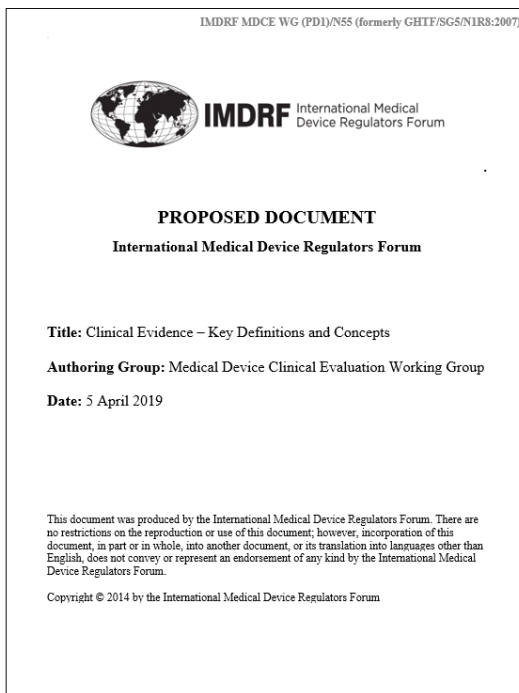 IMDRF MDCE WG (PD1)/N55 (formerly GHTF/SG5/N1R8:2007)
IMDRF International Medical
Device Regulators Forum
PROPOSED DOCUMENT
International Medical Device Regulators Forum
Title: Clinical Evidence – Key Definitions and Concepts
Authoring Group: Medical Device Clinical Evaluation Working Group
Date: 5 April 2019
This document was produced by the International Medical Device Regulators Forum. There are
no restrictions on the reproduction or use of this document; however, incorporation of this
document, in part or in whole, into another document, or its translation into languages other than
English, does not convey or represent an endorsement of any kind by the International Medical
Device Regulators Forum.
Copyright © 2014 by the International Medical Device Regulators Forum